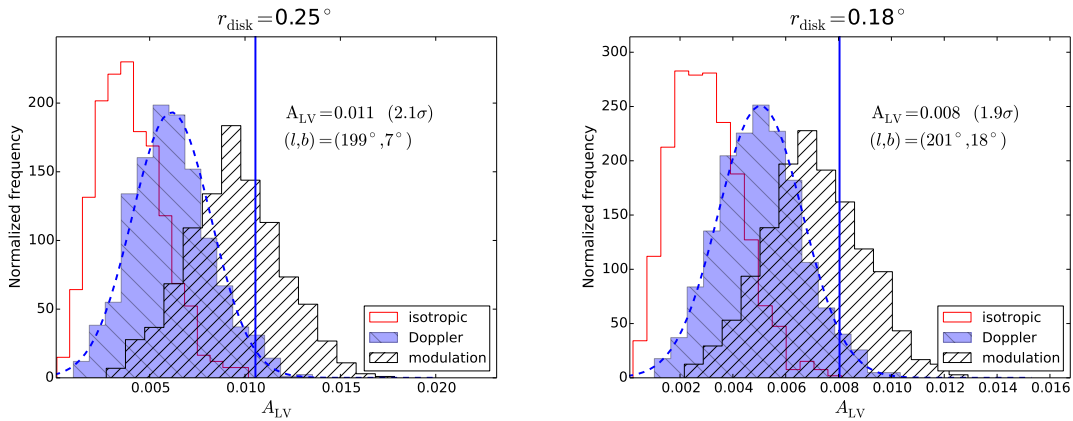 r_disk=0.25°
Normalized frequency
200
150
100
50
0
A_LV=0.011 (2.1σ)
(l,b)=(199°,7°)
isotropic
Doppler
modulation
0.005 0.010 0.015 0.020
A_LV
r_disk=0.18°
Normalized frequency
300
250
200
150
100
50
0
A_LV=0.008 (1.9σ)
(l,b)=(201°,18°)
isotropic
Doppler
modulation
0.002 0.004 0.006 0.008 0.010 0.012 0.014 0.016
A_LV